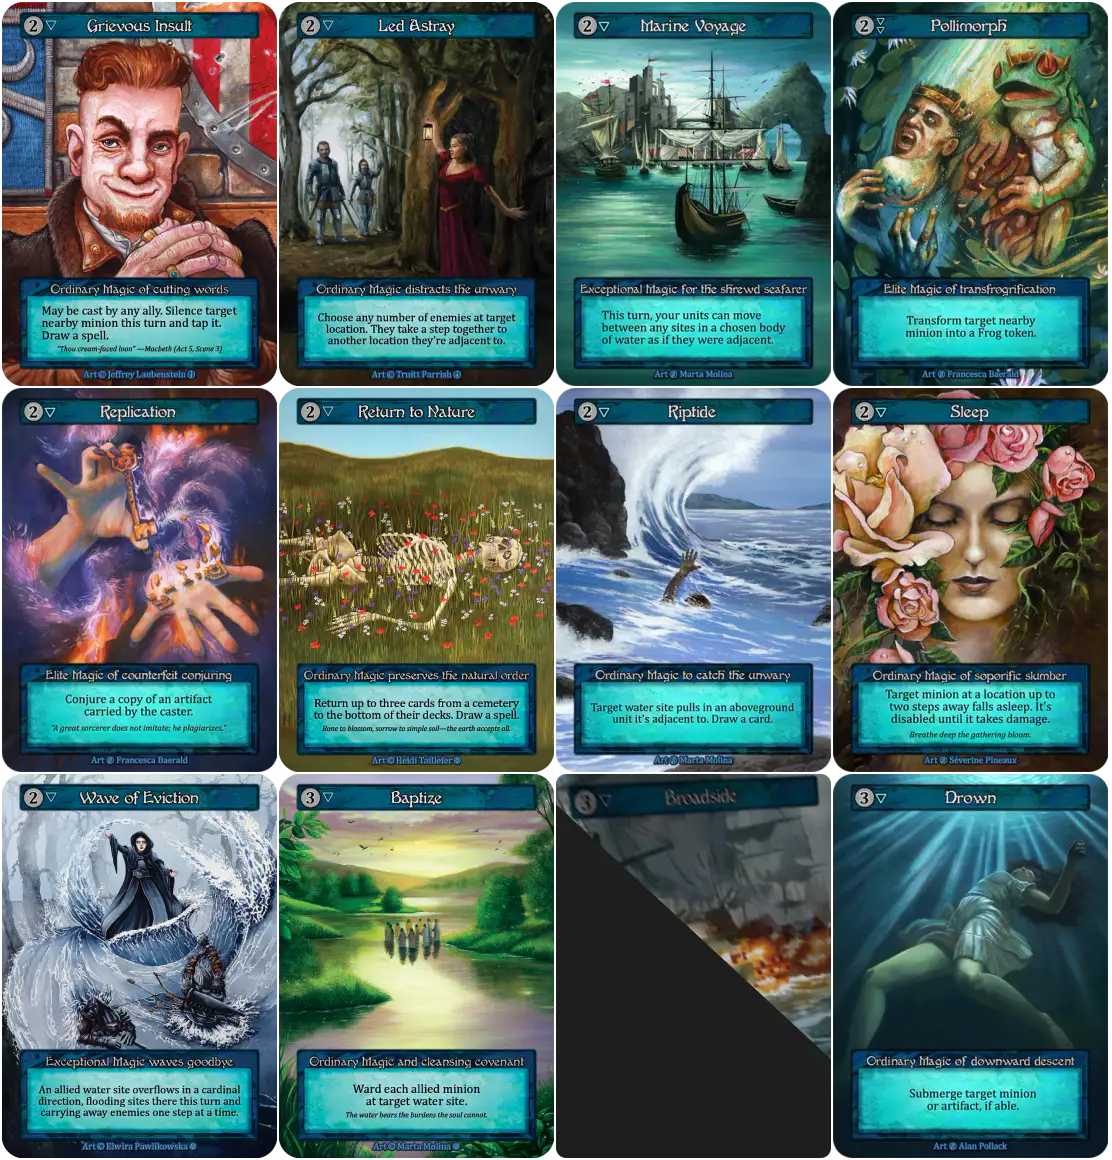 2 Grievous Insult
Ordinary Magic of cutting words
May be cast by any ally. Silence target
nearby minion this turn and tap it.
Draw a spell.
"Thou cream-faced loon" —Macbeth (Act 5, Scene 3)
Art © Jeffrey Laubenstein
2 Led Astray
Ordinary Magic distracts the unwary
Choose any number of enemies at target
location. They take a step together to
another location they're adjacent to.
Art © Truitt Parrish
2 Marine Voyage
Exceptional Magic for the shrewd seafarer
This turn, your units can move
between any sites in a chosen body
of water as if they were adjacent.
Art @ Marta Molina
2 Pollimorph
Elite Magic of transfrogrification
Transform target nearby
minion into a Frog token.
Art @ Francesca Baerald
2 Replication
Elite Magic of counterfeit conjuring
Conjure a copy of an artifact
carried by the caster.
"A great sorcerer does not imitate; he plagiarizes."
Art @ Francesca Baerald
2 Return to Nature
Ordinary Magic preserves the natural order
Return up to three cards from a cemetery
to the bottom of their decks. Draw a spell.
Bone to blossom, sorrow to simple soil—the earth accepts all.
Art © Heidi Taillefer
2 Riptide
Ordinary Magic to catch the unwary
Target water site pulls in an aboveground
unit it's adjacent to. Draw a card.
Art @ Marta Molina
2 Sleep
Ordinary Magic of soporific slumber
Target minion at a location up to
two steps away falls asleep. It's
disabled until it takes damage.
Breathe deep the gathering bloom.
Art @ Séverine Pineaux
2 Wave of Eviction
Exceptional Magic waves goodbye
An allied water site overflows in a cardinal
direction, flooding sites there this turn and
carrying away enemies one step at a time.
Art © Elwira Pawlikowska
3 Baptize
Ordinary Magic and cleansing covenant
Ward each allied minion
at target water site.
The water bears the burdens the soul cannot.
Art © Marta Molina
3 Broadside
3 Drown
Ordinary Magic of downward descent
Submerge target minion
or artifact, if able.
Art @ Alan Pollack